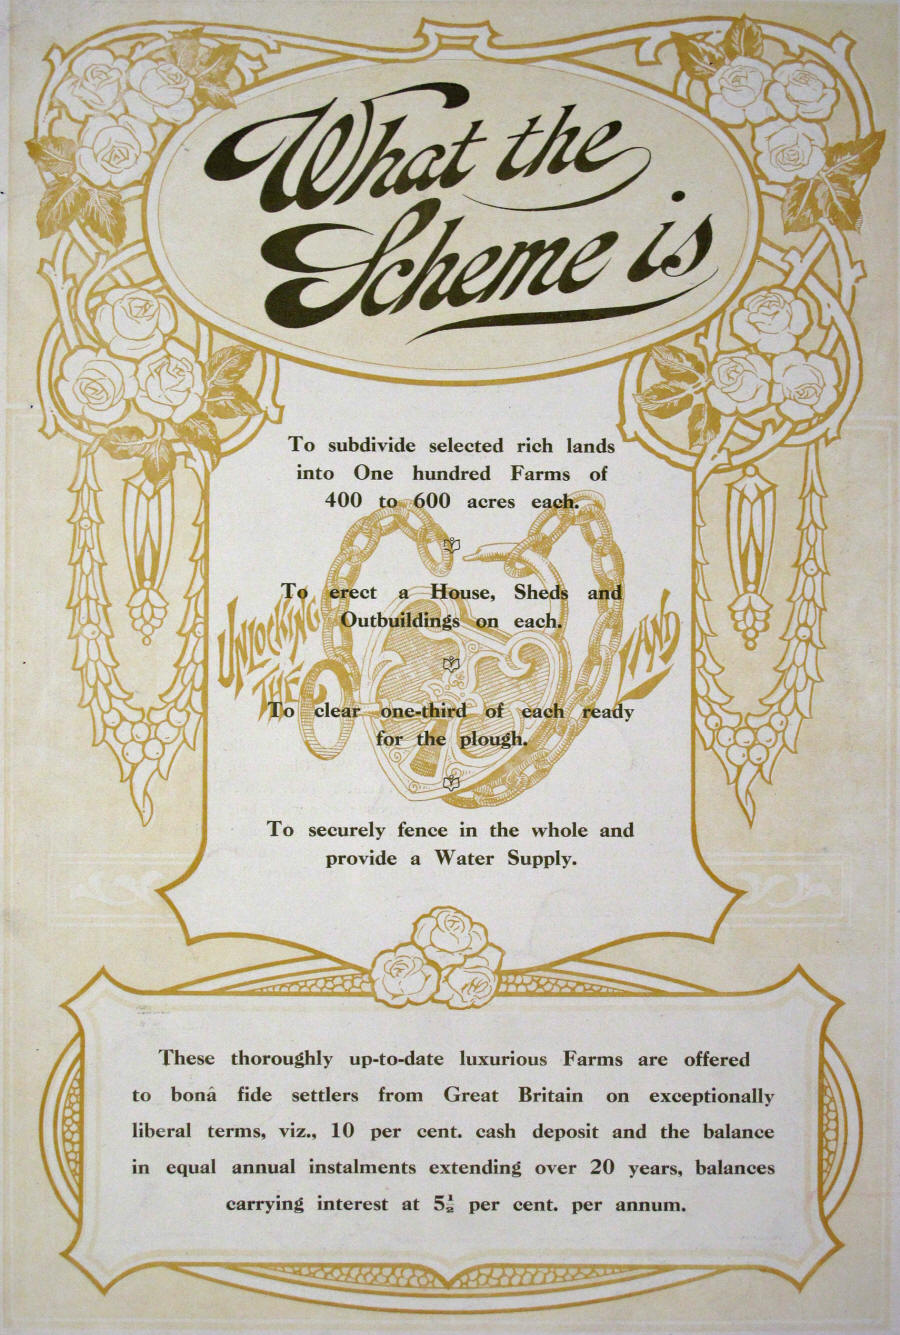 What the
Scheme is
To subdivide selected rich lands
into One hundred Farms of
400 to 600 acres each.
To erect a House, Sheds and
Outbuildings on each.
UNLOCKING
THE
LAND
To clear one-third of each ready
for the plough.
To securely fence in the whole and
provide a Water Supply.
These thoroughly up-to-date luxurious Farms are offered
to bonâ fide settlers from Great Britain on exceptionally
liberal terms, viz., 10 per cent. cash deposit and the balance
in equal annual instalments extending over 20 years, balances
carrying interest at 5½ per cent. per annum.